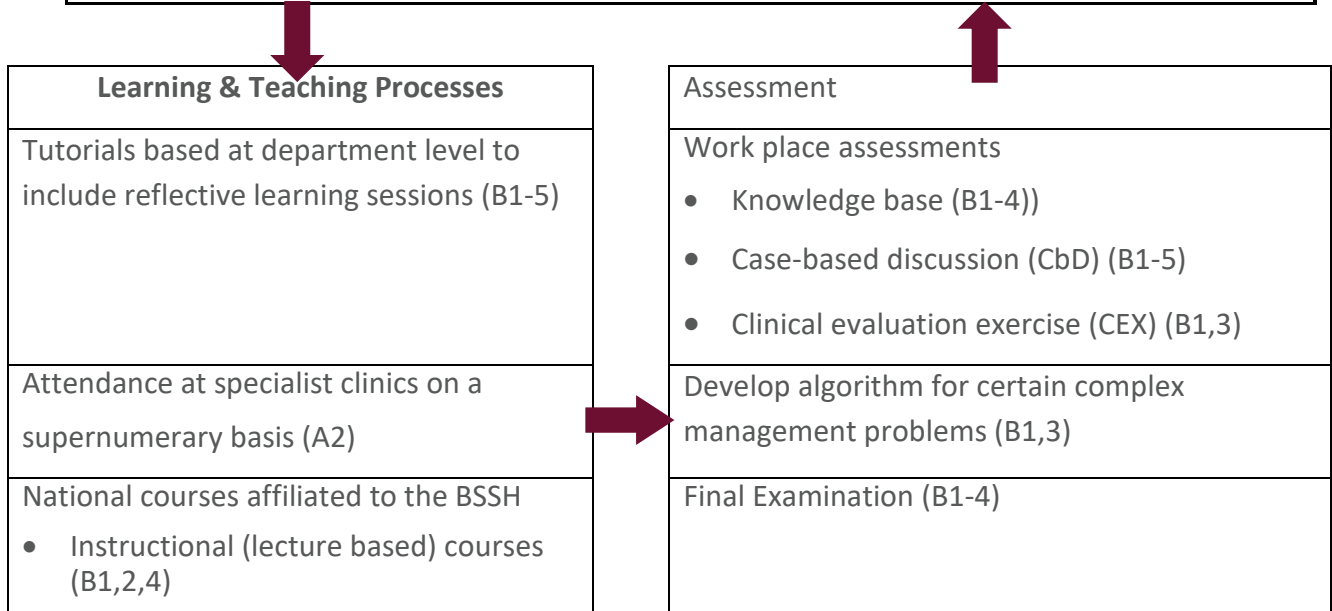 Learning & Teaching Processes
Tutorials based at department level to
include reflective learning sessions (B1-5)
Attendance at specialist clinics on a
supernumerary basis (A2)
National courses affiliated to the BSSH
• Instructional (lecture based) courses
(B1,2,4)
Assessment
Work place assessments
• Knowledge base (B1-4))
• Case-based discussion (CbD) (B1-5)
• Clinical evaluation exercise (CEX) (B1,3)
Develop algorithm for certain complex
management problems (B1,3)
Final Examination (B1-4)